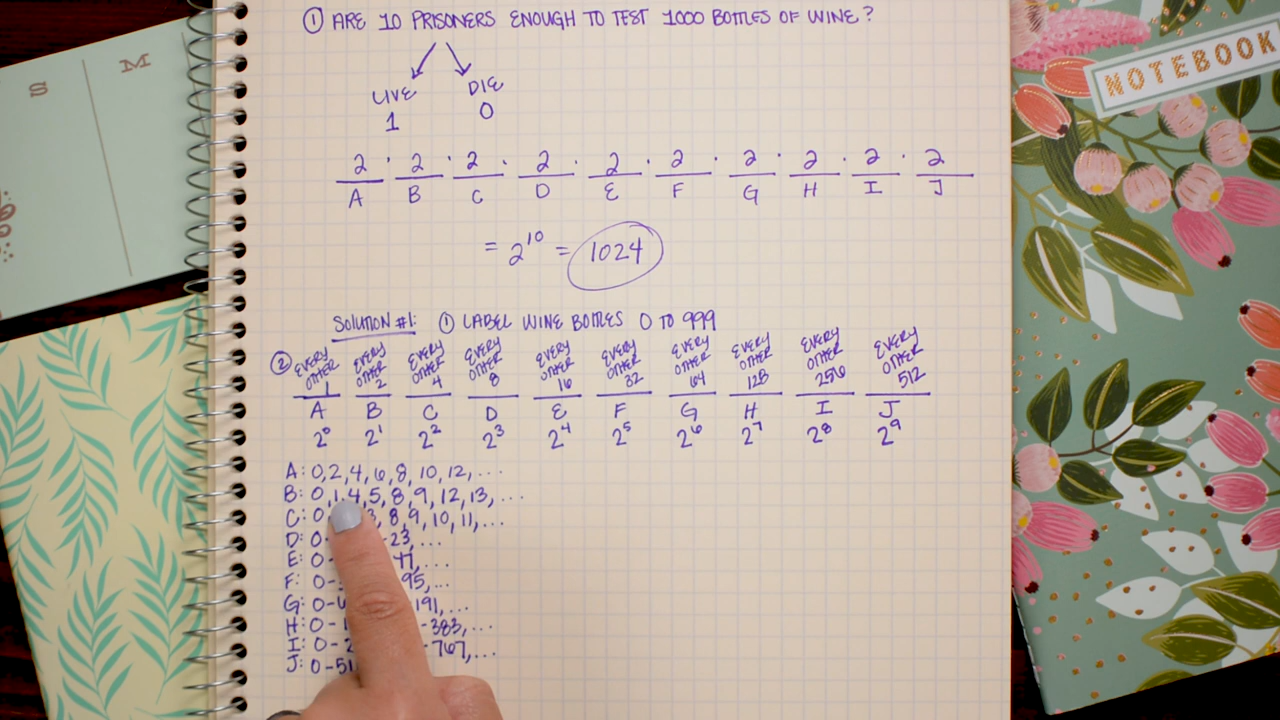 ① ARE 10 PRISONERS ENOUGH TO TEST 1000 BOTTLES OF WINE?
LIVE DIE
1 0
2 · 2 · 2 · 2 · 2 · 2 · 2 · 2 · 2 · 2
A B C D E F G H I J
= 2^10 = 1024
SOLUTION #1: ① LABEL WINE BOTTLES 0 TO 999
② EVERY OTHER 1 EVERY OTHER 2 EVERY OTHER 4 EVERY OTHER 8 EVERY OTHER 16 EVERY OTHER 32 EVERY OTHER 64 EVERY OTHER 128 EVERY OTHER 256 EVERY OTHER 512
A B C D E F G H I J
2^0 2^1 2^2 2^3 2^4 2^5 2^6 2^7 2^8 2^9
A: 0, 2, 4, 6, 8, 10, 12, ...
B: 0, 1, 4, 5, 8, 9, 12, 13, ...
C: 0, 3, 8, 9, 10, 11, ...
D: 0- -23, ...
E: 0- 47, ...
F: 0- 95, ...
G: 0- 191, ...
H: 0- -383, ...
I: 0- -767, ...
J: 0-51
S M
NOTEBOOK